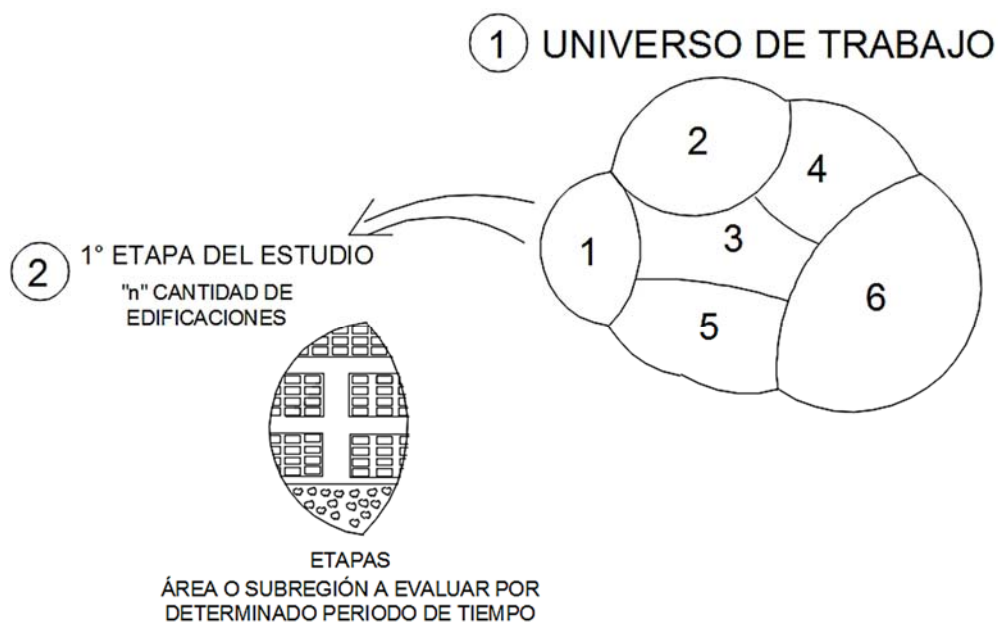 1 UNIVERSO DE TRABAJO
2
4
1
3
6
5
2 1° ETAPA DEL ESTUDIO
"n" CANTIDAD DE
EDIFICACIONES
ETAPAS
ÁREA O SUBREGIÓN A EVALUAR POR
DETERMINADO PERIODO DE TIEMPO